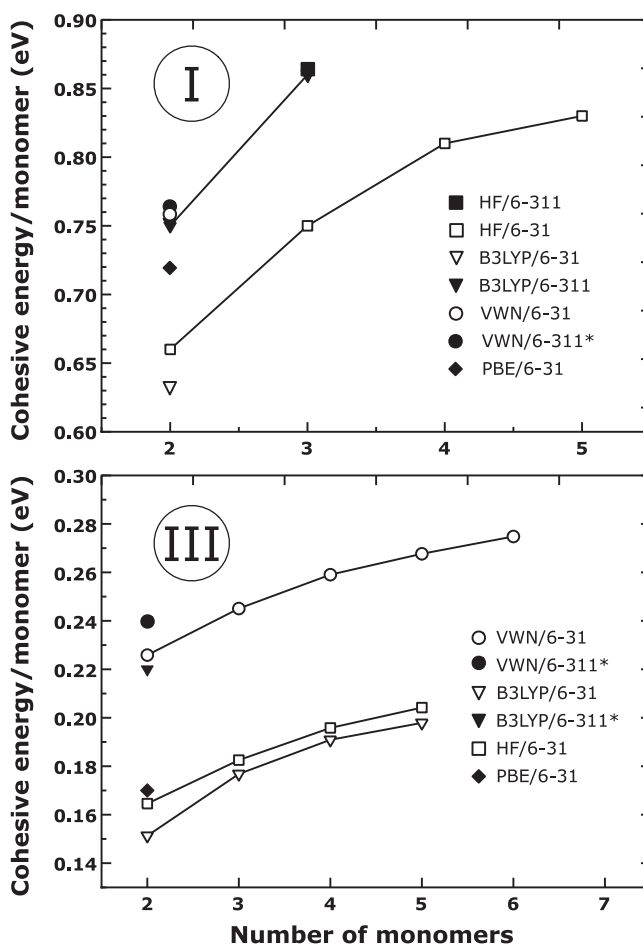 Cohesive energy/monomer (eV)
0.90
0.85
0.80
0.75
0.70
0.65
0.60
I
HF/6-311
HF/6-31
B3LYP/6-31
B3LYP/6-311
VWN/6-31
VWN/6-311*
PBE/6-31
2 3 4 5
Cohesive energy/monomer (eV)
0.30
0.28
0.26
0.24
0.22
0.20
0.18
0.16
0.14
III
VWN/6-31
VWN/6-311*
B3LYP/6-31
B3LYP/6-311*
HF/6-31
PBE/6-31
2 3 4 5 6 7
Number of monomers